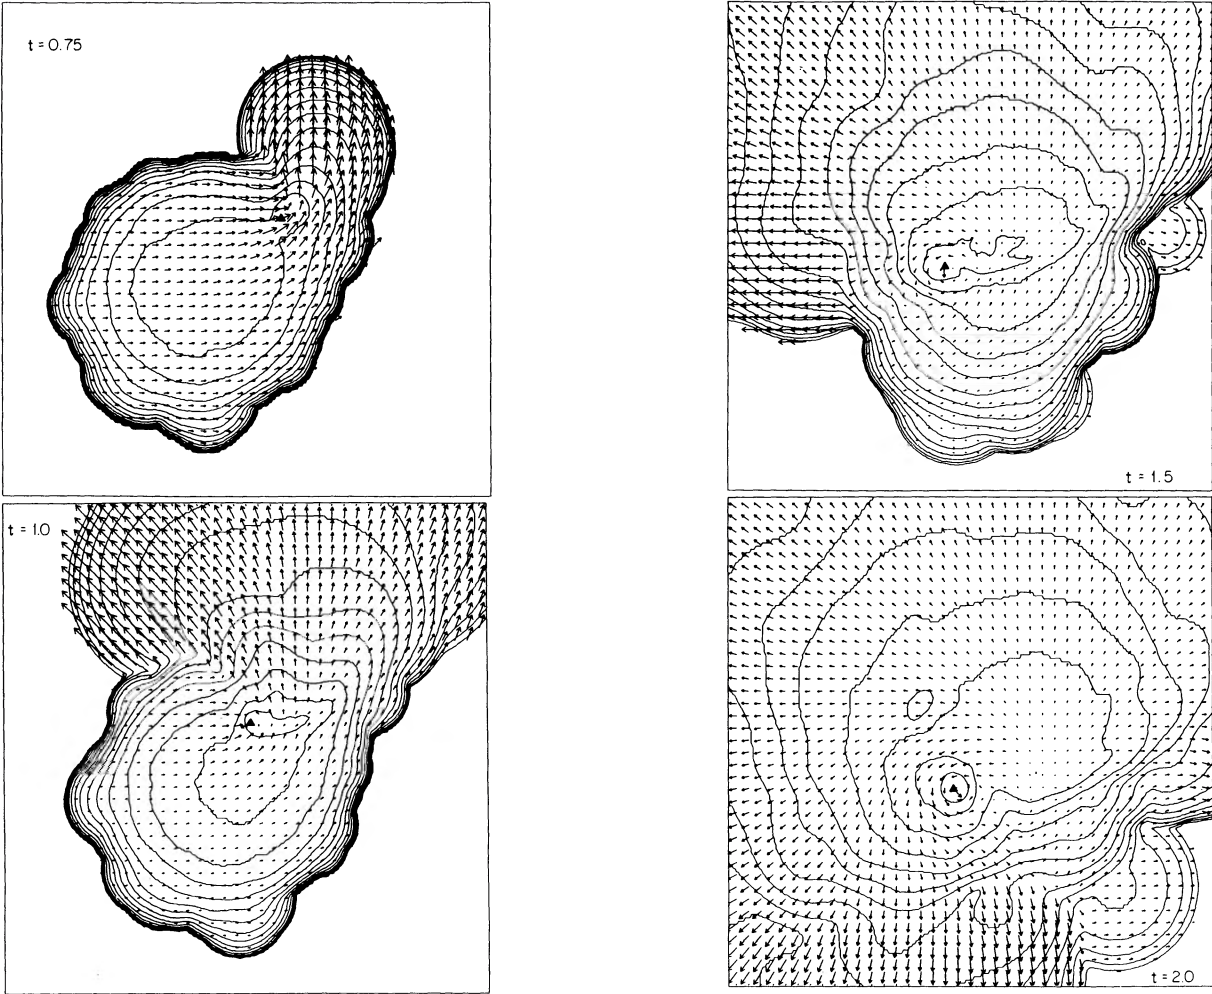 t = 0.75
t = 1.5
t = 1.0
t = 2.0